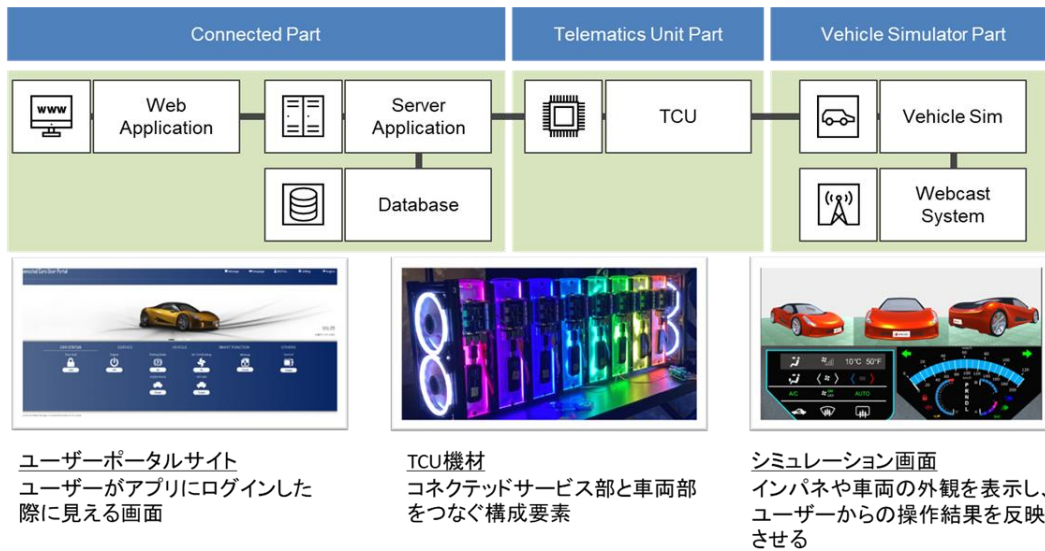 Connected Part
Telematics Unit Part
Vehicle Simulator Part
www
Web
Application
Server
Application
TCU
Vehicle Sim
Database
Webcast
System
10°C 50°F
A/C
AUTO
P
R
N
D
L
ユーザーポータルサイト
ユーザーがアプリにログインした
際に見える画面
TCU機材
コネクテッドサービス部と車両部
をつなぐ構成要素
シミュレーション画面
インパネや車両の外観を表示し、
ユーザーからの操作結果を反映
させる